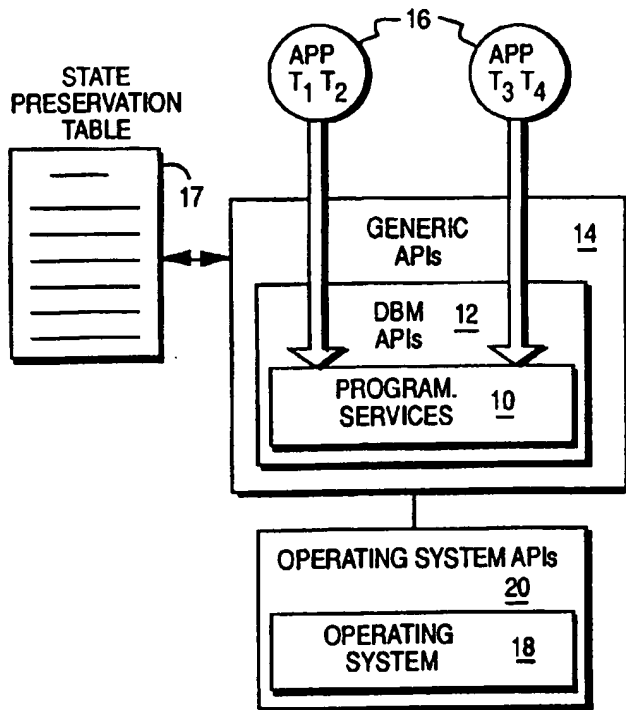 16
APP
T1 T2
APP
T3 T4
STATE
PRESERVATION
TABLE
17
GENERIC
APIs
14
DBM
APIs
12
PROGRAM.
SERVICES
10
OPERATING SYSTEM APIs
20
OPERATING
SYSTEM
18